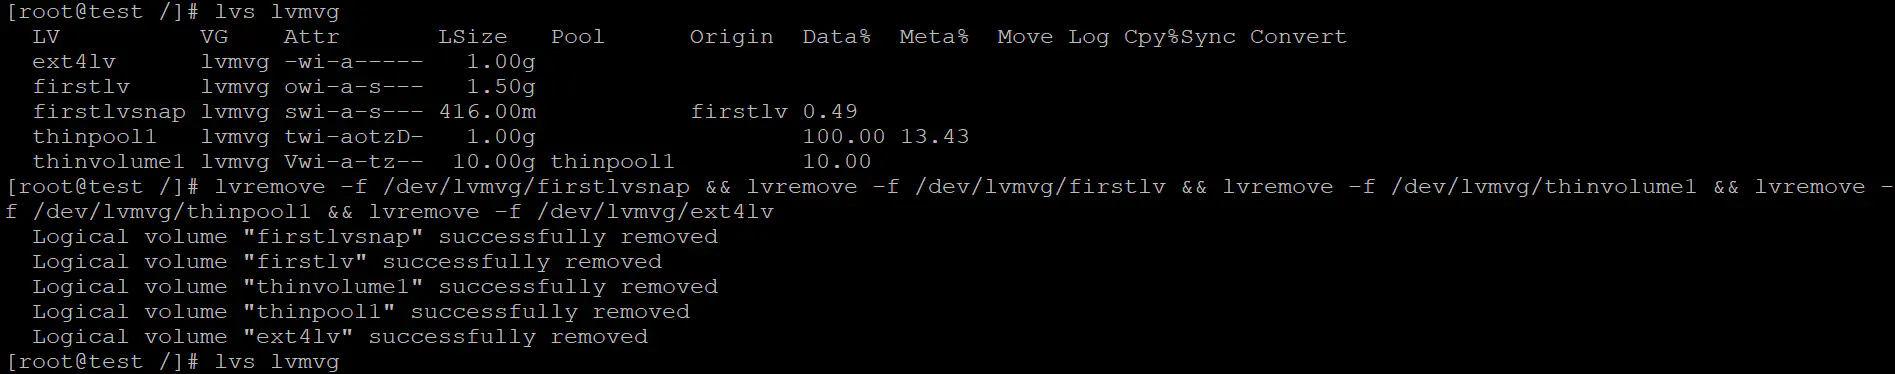 [root@test /]# lvs lvmvg
  LV          VG    Attr       LSize   Pool      Origin  Data%  Meta%  Move Log Cpy%Sync Convert
  ext4lv      lvmvg -wi-a-----   1.00g
  firstlv     lvmvg owi-a-s---   1.50g
  firstlvsnap lvmvg swi-a-s--- 416.00m           firstlv 0.49
  thinpool1   lvmvg twi-aotzD-   1.00g                   100.00 13.43
  thinvolume1 lvmvg Vwi-a-tz--  10.00g thinpool1         10.00
[root@test /]# lvremove -f /dev/lvmvg/firstlvsnap && lvremove -f /dev/lvmvg/firstlv && lvremove -f /dev/lvmvg/thinvolume1 && lvremove -
f /dev/lvmvg/thinpool1 && lvremove -f /dev/lvmvg/ext4lv
  Logical volume "firstlvsnap" successfully removed
  Logical volume "firstlv" successfully removed
  Logical volume "thinvolume1" successfully removed
  Logical volume "thinpool1" successfully removed
  Logical volume "ext4lv" successfully removed
[root@test /]# lvs lvmvg